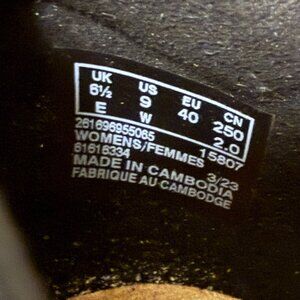 UK US EU CN
6½ 9 40 250
E W 2.0
261696955065 15807
WOMENS/FEMMES
61616334 3/23
MADE IN CAMBODIA
FABRIQUE AU CAMBODGE